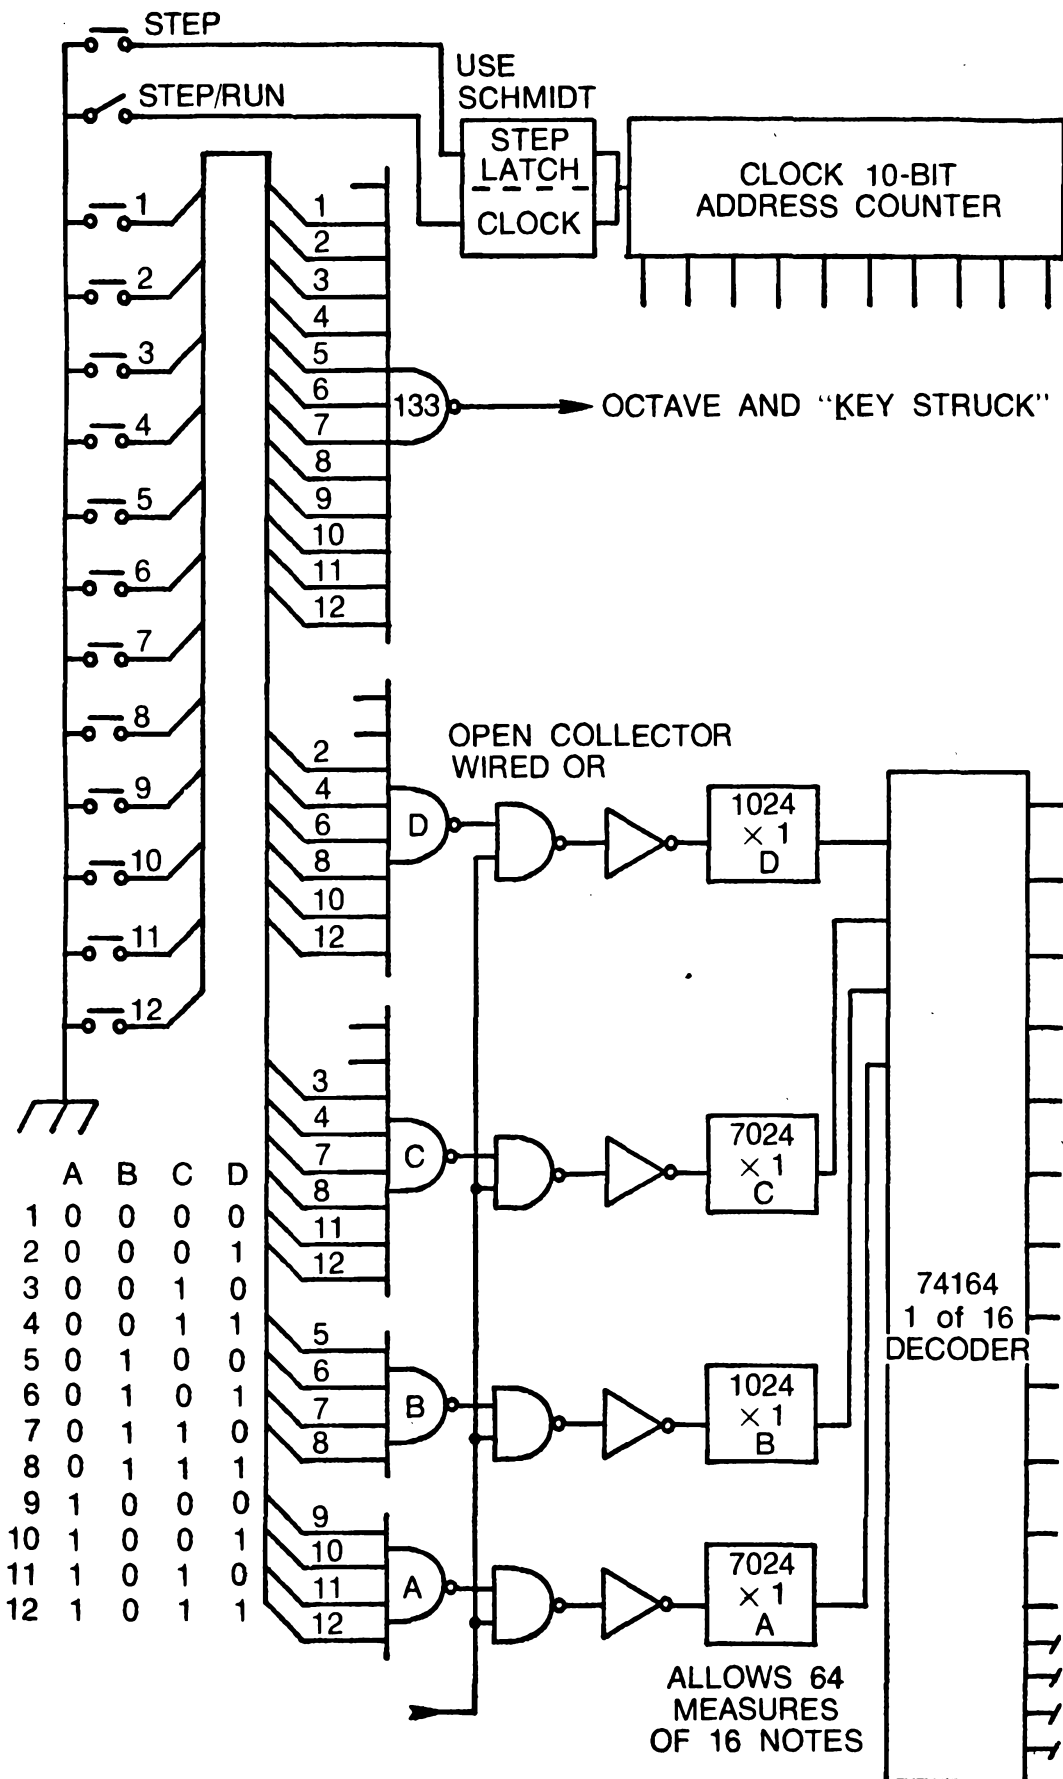 STEP
USE
SCHMIDT
STEP/RUN
STEP
LATCH
CLOCK
CLOCK 10-BIT
ADDRESS COUNTER
1
2
3
4
5
6
7
8
9
10
11
12
1
2
3
4
5
6
7
8
9
10
11
12
133
OCTAVE AND "KEY STRUCK"
OPEN COLLECTOR
WIRED OR
2
4
6
8
10
12
D
1024
× 1
D
3
4
7
8
11
12
C
7024
× 1
C
5
6
7
8
B
1024
× 1
B
9
10
11
12
A
7024
× 1
A
74164
1 of 16
DECODER
ALLOWS 64
MEASURES
OF 16 NOTES
A B C D
1 0 0 0 0
2 0 0 0 1
3 0 0 1 0
4 0 0 1 1
5 0 1 0 0
6 0 1 0 1
7 0 1 1 0
8 0 1 1 1
9 1 0 0 0
10 1 0 0 1
11 1 0 1 0
12 1 0 1 1